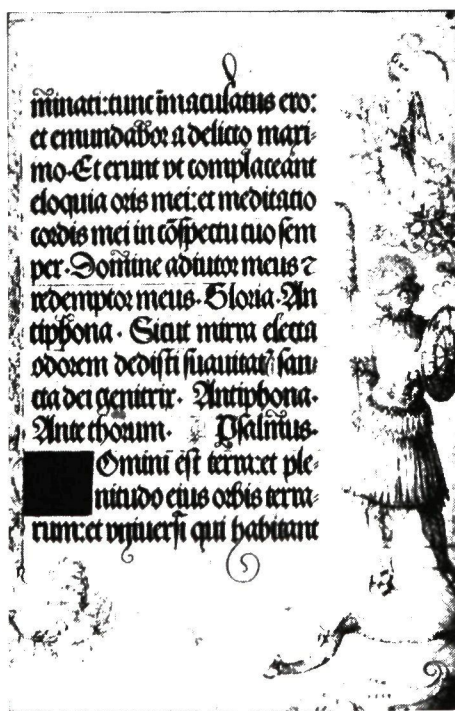 m̃inati:tunc ĩmaculatus ero:
et emundabor a delicto maxi-
mo. Et erunt vt complaceant
eloquia oris mei: et meditatio
cordis mei in cõspectu tuo sem
per. Domine adiutor meus ⁊
redemptor meus. Gloria. An
tiphona. Sicut mirra electa
odorem dedisti suauitatꝭ san-
cta dei genitrix. Antiphona.
Ante thorum. Psalmus.
Omini est terra: et ple-
nitudo eius orbis terra-
rum: et vniuersi qui habitant